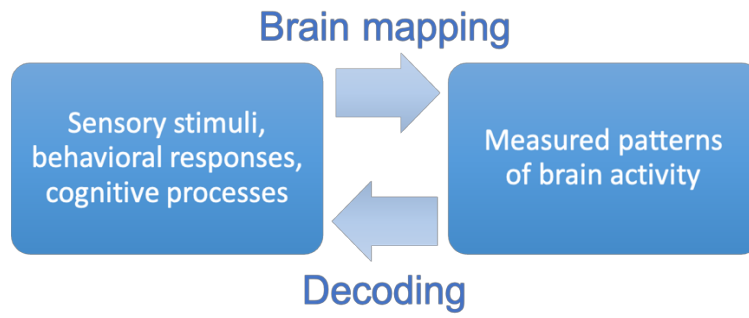 Brain mapping
Sensory stimuli,
behavioral responses,
cognitive processes
Measured patterns
of brain activity
Decoding